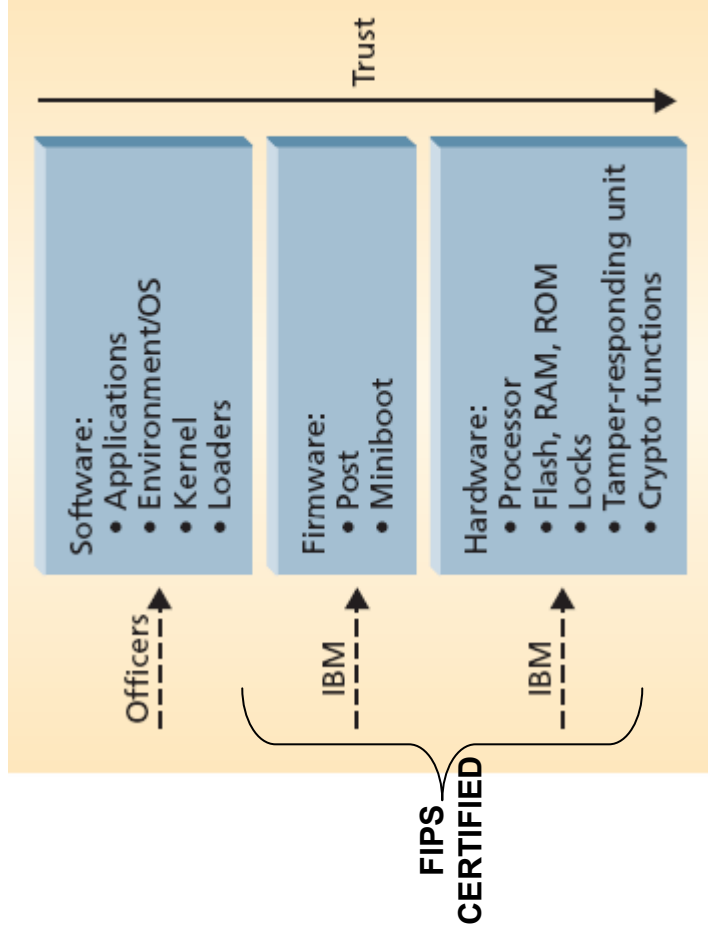 Officers
Software:
• Applications
• Environment/OS
• Kernel
• Loaders
IBM
Firmware:
• Post
• Miniboot
IBM
Hardware:
• Processor
• Flash, RAM, ROM
• Locks
• Tamper-responding unit
• Crypto functions
Trust
FIPS
CERTIFIED